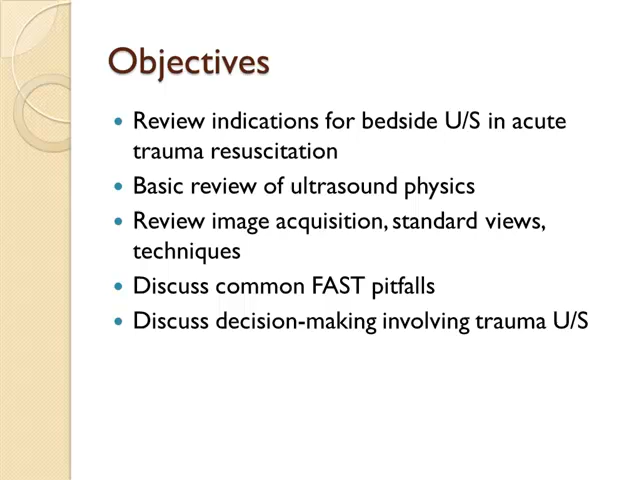 Objectives
• Review indications for bedside U/S in acute
trauma resuscitation
• Basic review of ultrasound physics
• Review image acquisition, standard views,
techniques
• Discuss common FAST pitfalls
• Discuss decision-making involving trauma U/S